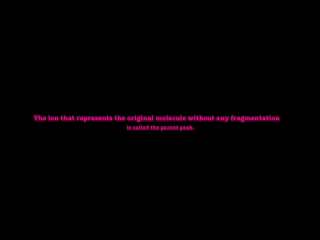 The ion that represents the original molecule without any fragmentation
is called the parent peak.